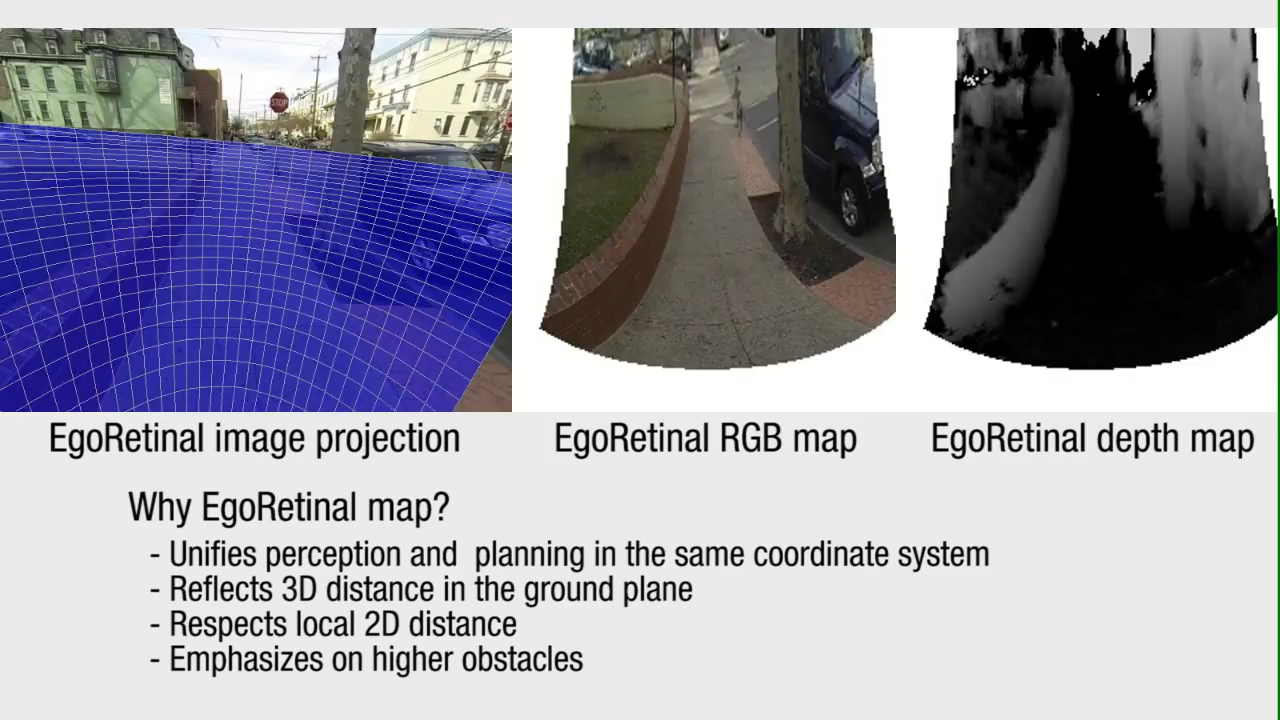 STOP
EgoRetinal image projection
EgoRetinal RGB map
EgoRetinal depth map
Why EgoRetinal map?
- Unifies perception and  planning in the same coordinate system
- Reflects 3D distance in the ground plane
- Respects local 2D distance
- Emphasizes on higher obstacles